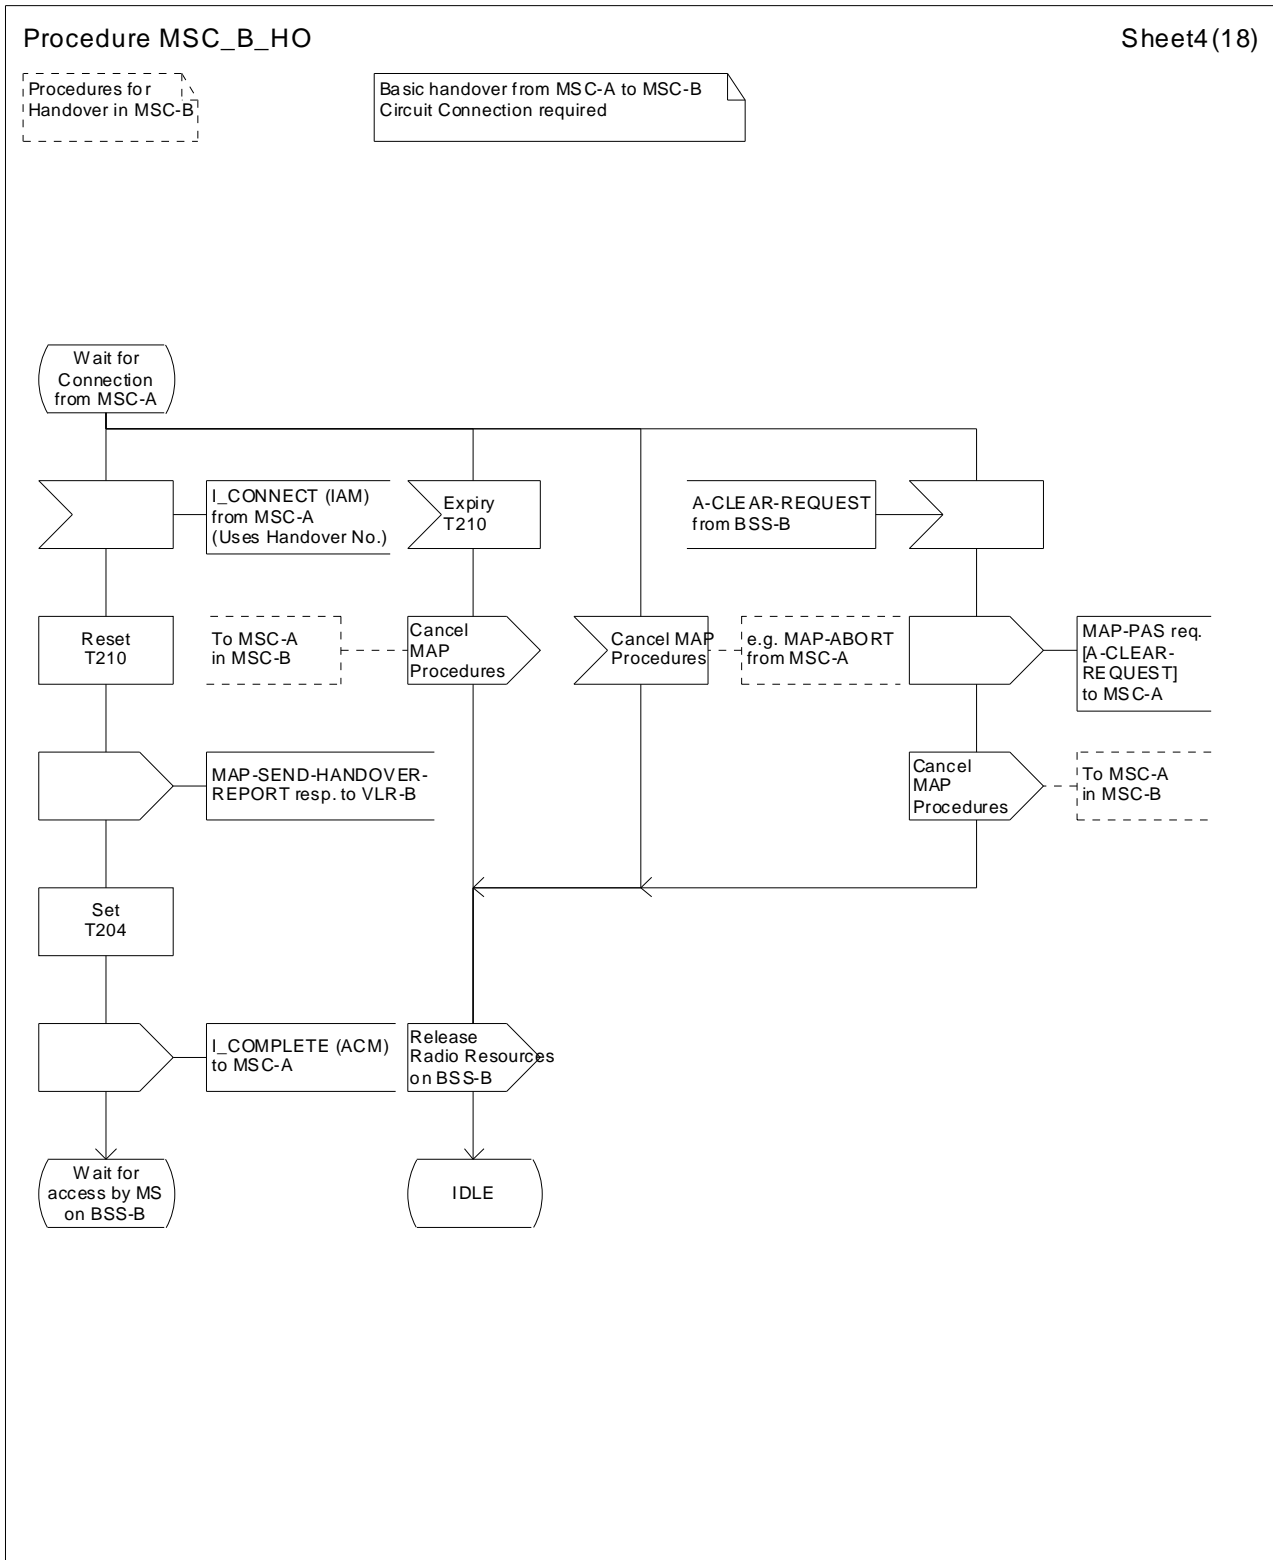 Procedure MSC_B_HO
Sheet4(18)
Procedures for
Handover in MSC-B
Basic handover from MSC-A to MSC-B
Circuit Connection required
Wait for
Connection
from MSC-A
I_CONNECT (IAM)
from MSC-A
(Uses Handover No.)
Expiry
T210
A-CLEAR-REQUEST
from BSS-B
Reset
T210
To MSC-A
in MSC-B
Cancel
MAP
Procedures
Cancel MAP
Procedures
e.g. MAP-ABORT
from MSC-A
MAP-PAS req.
[A-CLEAR-
REQUEST]
to MSC-A
MAP-SEND-HANDOVER-
REPORT resp. to VLR-B
Cancel
MAP
Procedures
To MSC-A
in MSC-B
Set
T204
I_COMPLETE (ACM)
to MSC-A
Release
Radio Resources
on BSS-B
Wait for
access by MS
on BSS-B
IDLE